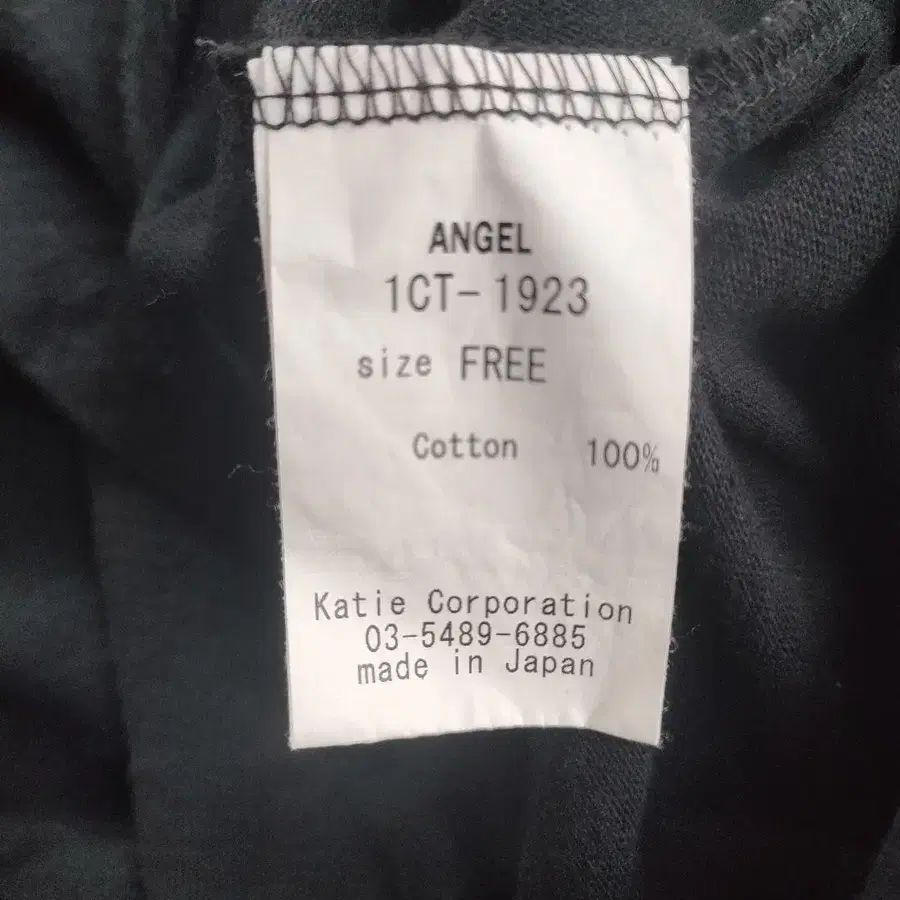 ANGEL
1CT-1923
size FREE
Cotton 100%
Katie Corporation
03-5489-6885
made in Japan